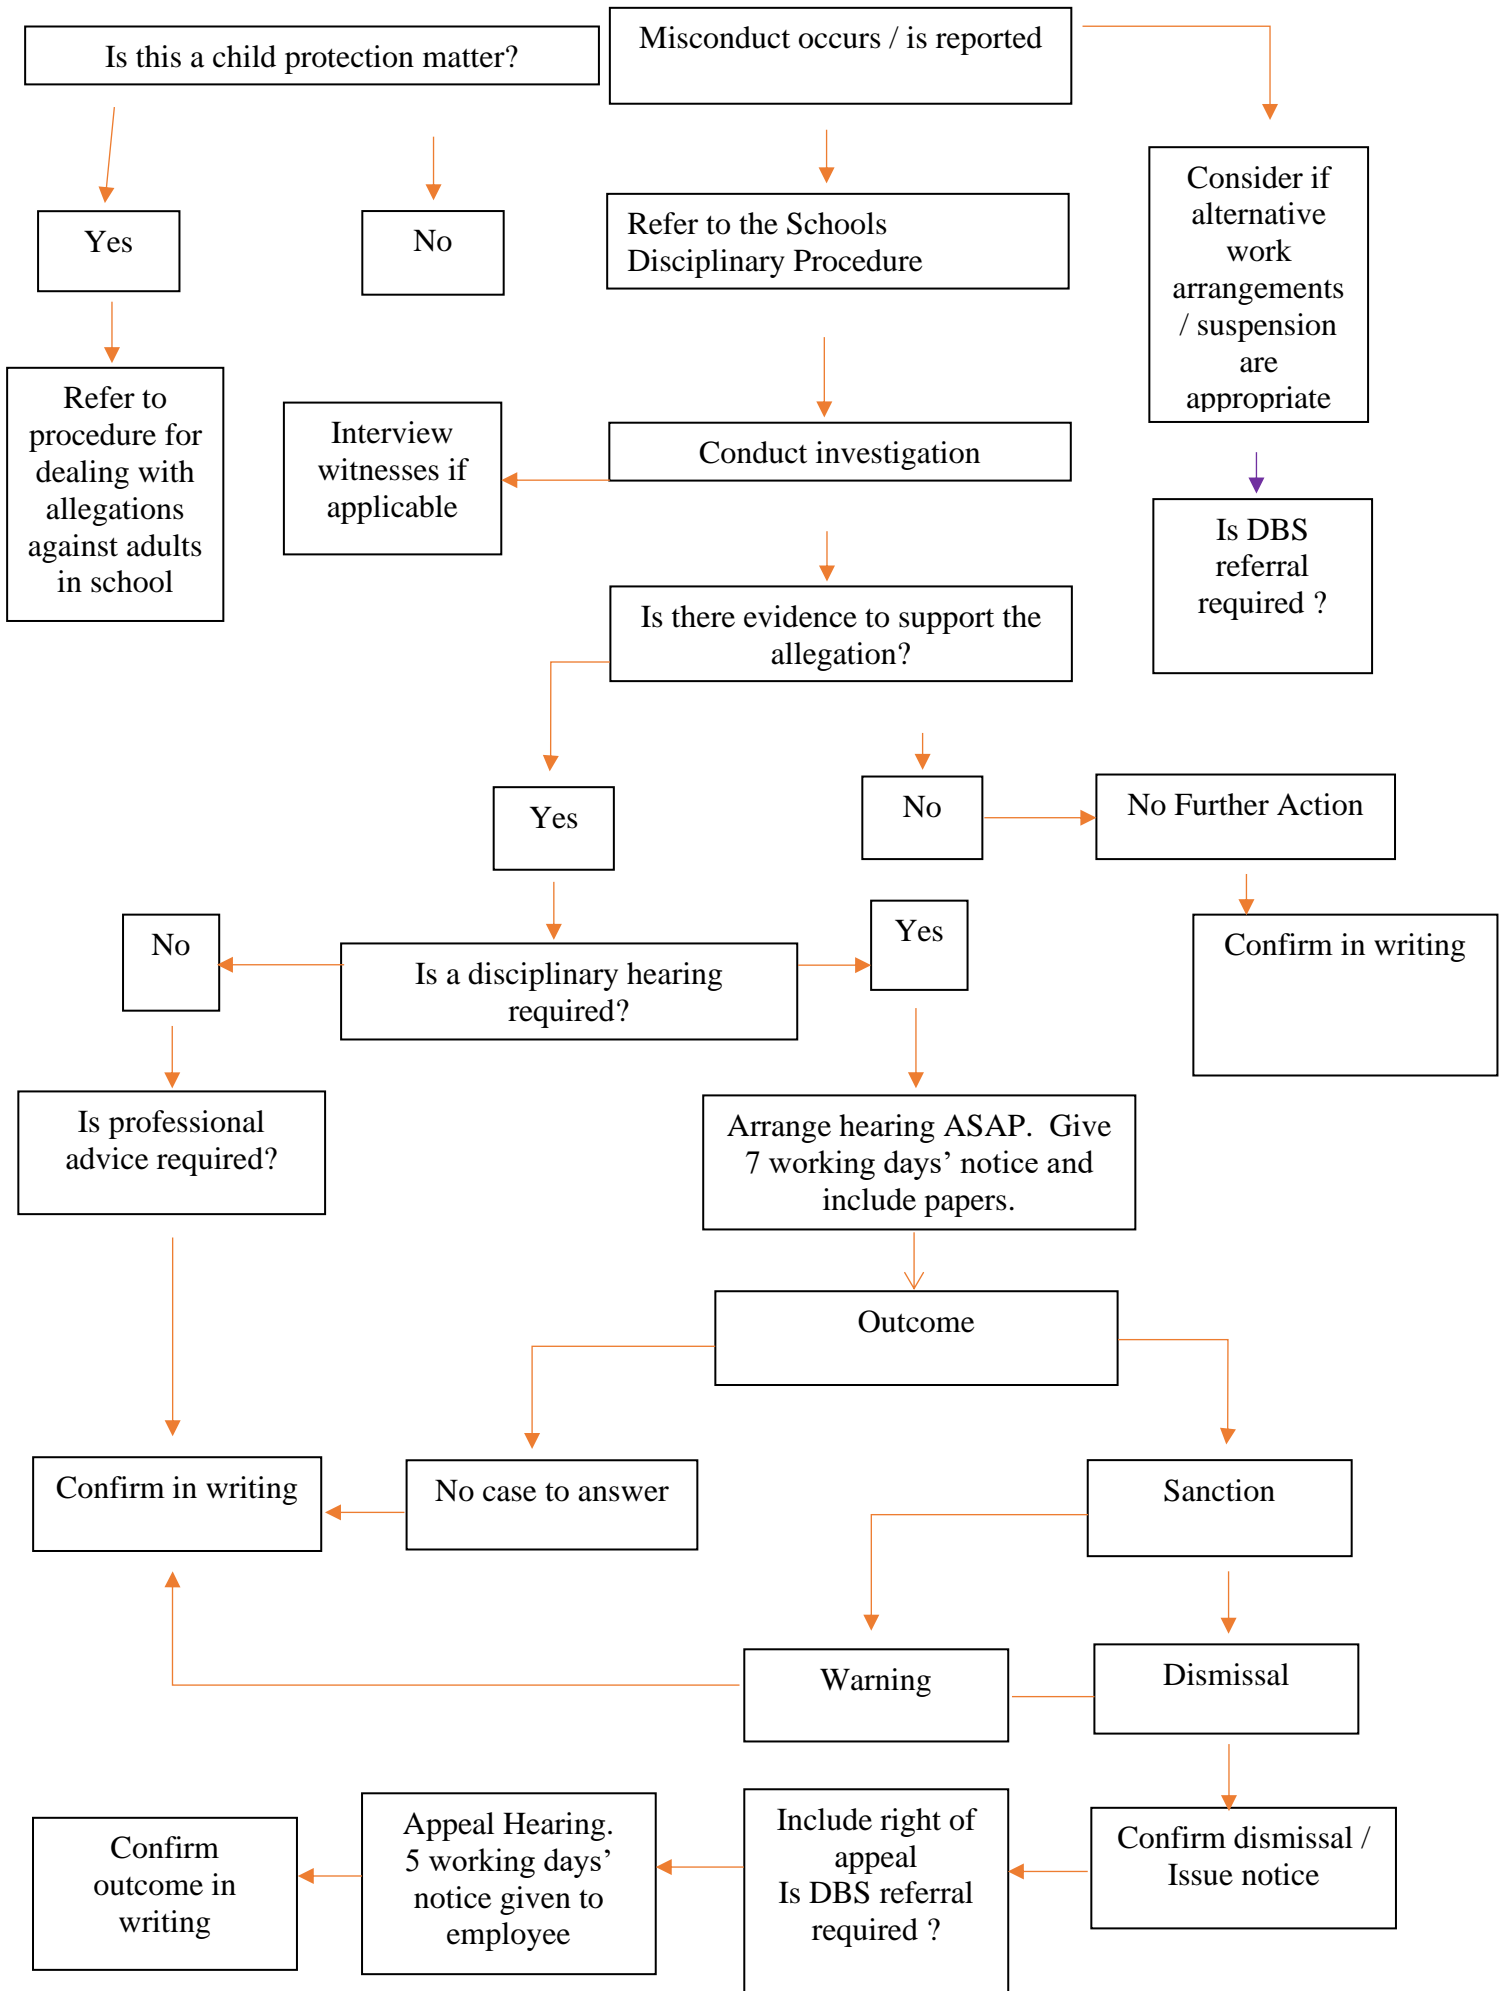 Is this a child protection matter?
Misconduct occurs / is reported
Yes
No
Refer to the Schools
Disciplinary Procedure
Consider if
alternative
work
arrangements
/ suspension
are
appropriate
Refer to
procedure for
dealing with
allegations
against adults
in school
Interview
witnesses if
applicable
Conduct investigation
Is DBS
referral
required ?
Is there evidence to support the
allegation?
Yes
No
No Further Action
Confirm in writing
No
Is a disciplinary hearing
required?
Yes
Is professional
advice required?
Arrange hearing ASAP.  Give
7 working days’ notice and
include papers.
Outcome
Confirm in writing
No case to answer
Sanction
Warning
Dismissal
Confirm
outcome in
writing
Appeal Hearing.
5 working days’
notice given to
employee
Include right of
appeal
Is DBS referral
required ?
Confirm dismissal /
Issue notice